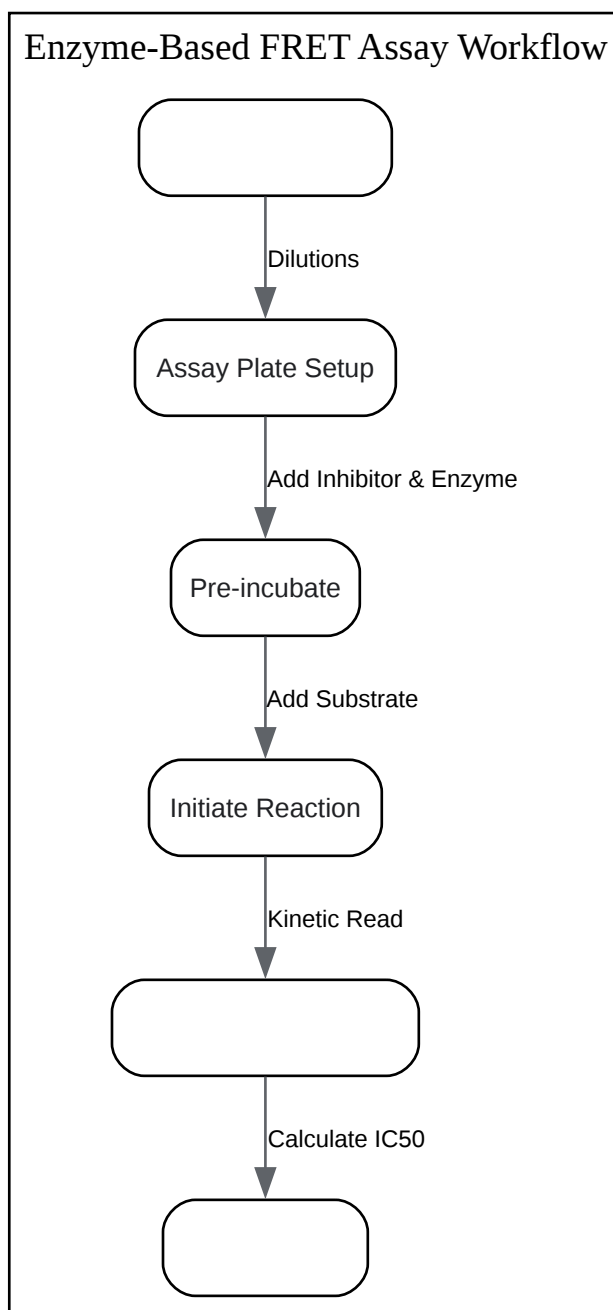 Enzyme-Based FRET Assay Workflow
Dilutions
Assay Plate Setup
Add Inhibitor & Enzyme
Pre-incubate
Add Substrate
Initiate Reaction
Kinetic Read
Calculate IC50